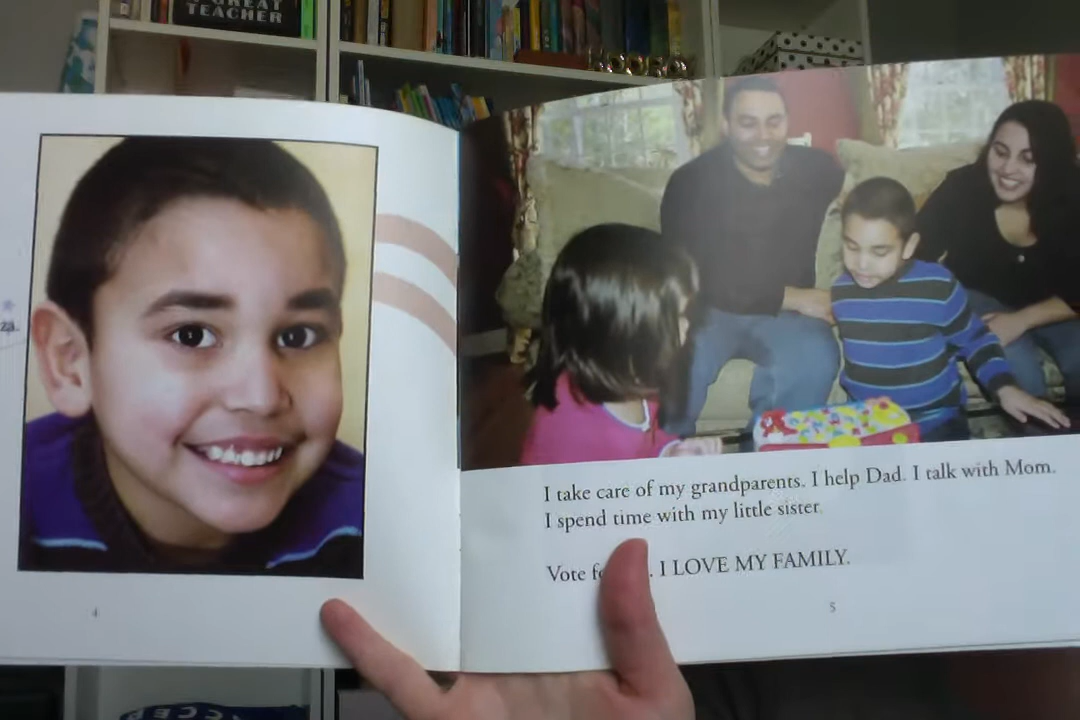 GREAT
TEACHER
za.
4
I take care of my grandparents. I help Dad. I talk with Mom.
I spend time with my little sister.
Vote . I LOVE MY FAMILY.
5